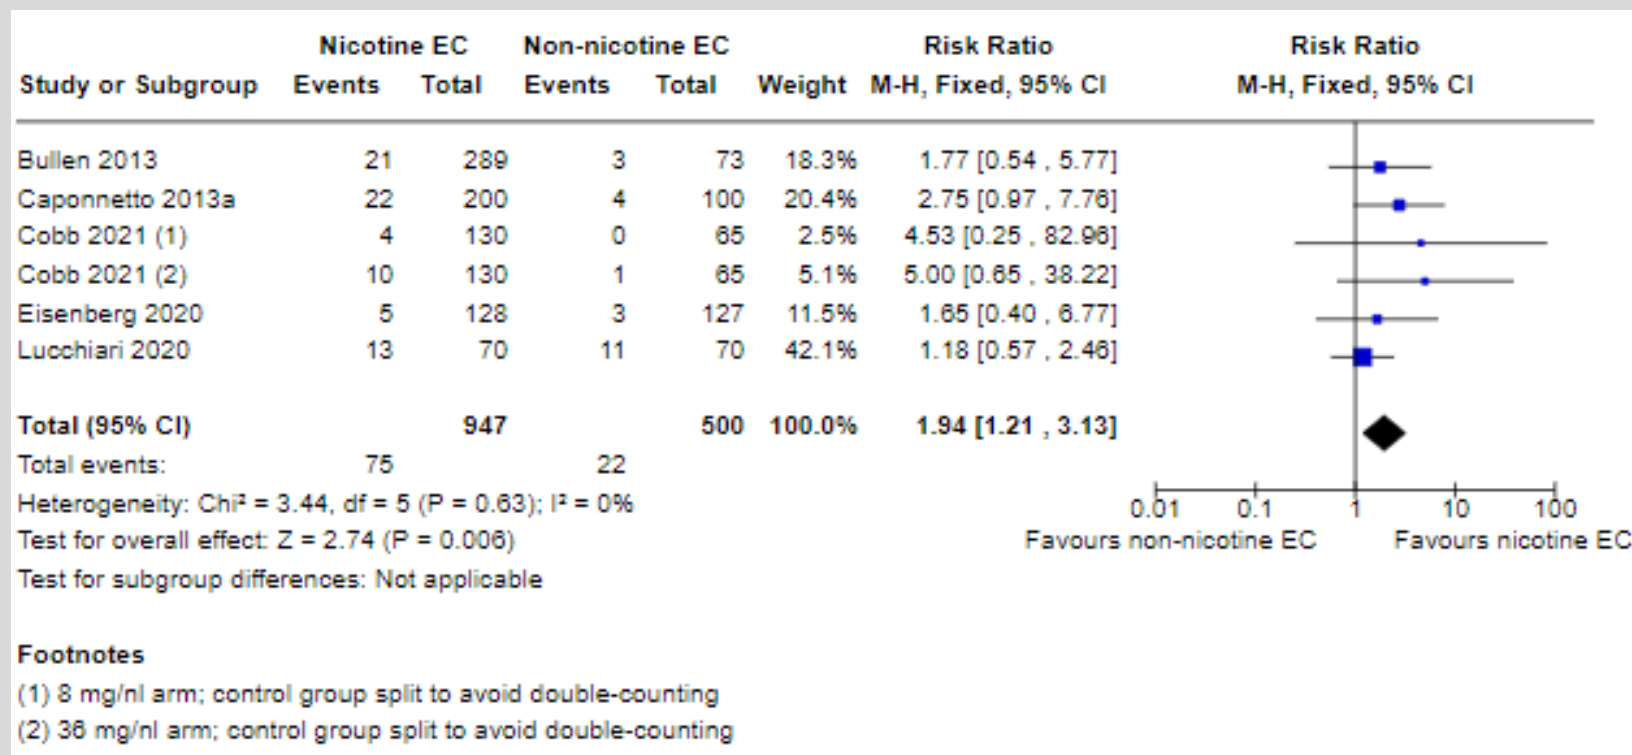 Nicotine EC Non-nicotine EC Risk Ratio Risk Ratio
Study or Subgroup Events Total Events Total Weight M-H, Fixed, 95% CI M-H, Fixed, 95% CI
Bullen 2013 21 289 3 73 18.3% 1.77 [0.54 , 5.77]
Caponnetto 2013a 22 200 4 100 20.4% 2.75 [0.97 , 7.76]
Cobb 2021 (1) 4 130 0 65 2.5% 4.53 [0.25 , 82.96]
Cobb 2021 (2) 10 130 1 65 5.1% 5.00 [0.65 , 38.22]
Eisenberg 2020 5 128 3 127 11.5% 1.65 [0.40 , 6.77]
Lucchiari 2020 13 70 11 70 42.1% 1.18 [0.57 , 2.46]
Total (95% CI) 947 500 100.0% 1.94 [1.21 , 3.13]
Total events: 75 22
Heterogeneity: Chi² = 3.44, df = 5 (P = 0.63); I² = 0% 0.01 0.1 1 10 100
Test for overall effect: Z = 2.74 (P = 0.006) Favours non-nicotine EC Favours nicotine EC
Test for subgroup differences: Not applicable
Footnotes
(1) 8 mg/nl arm; control group split to avoid double-counting
(2) 36 mg/nl arm; control group split to avoid double-counting